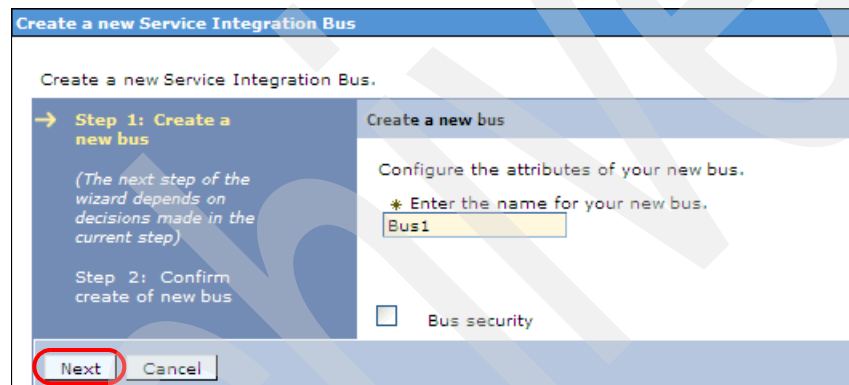 Create a new Service Integration Bus
Create a new Service Integration Bus.
→ Step 1: Create a
new bus
(The next step of the
wizard depends on
decisions made in the
current step)
Step 2: Confirm
create of new bus
Create a new bus
Configure the attributes of your new bus.
* Enter the name for your new bus.
Bus1
Bus security
Next
Cancel